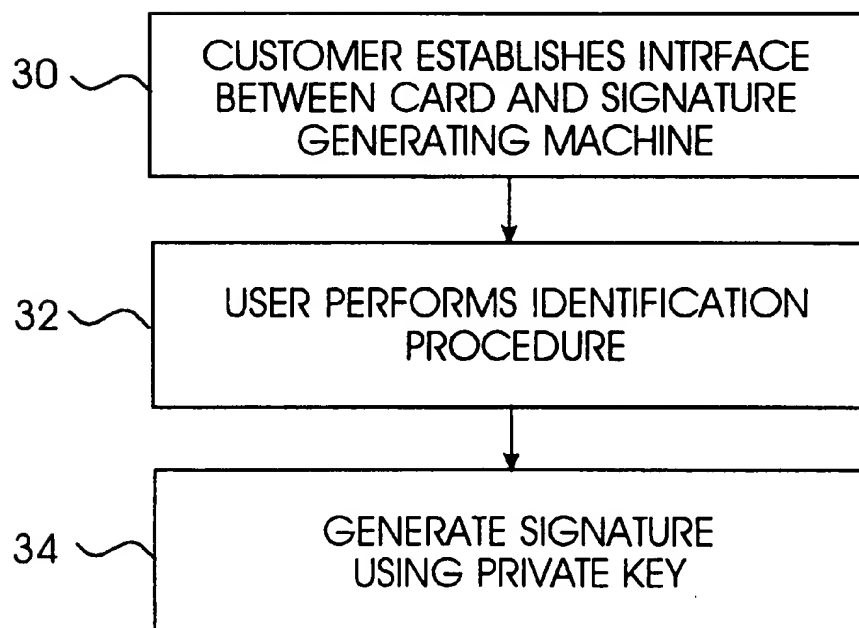 30
CUSTOMER ESTABLISHES INTRFACE
BETWEEN CARD AND SIGNATURE
GENERATING MACHINE
32
USER PERFORMS IDENTIFICATION
PROCEDURE
34
GENERATE SIGNATURE
USING PRIVATE KEY